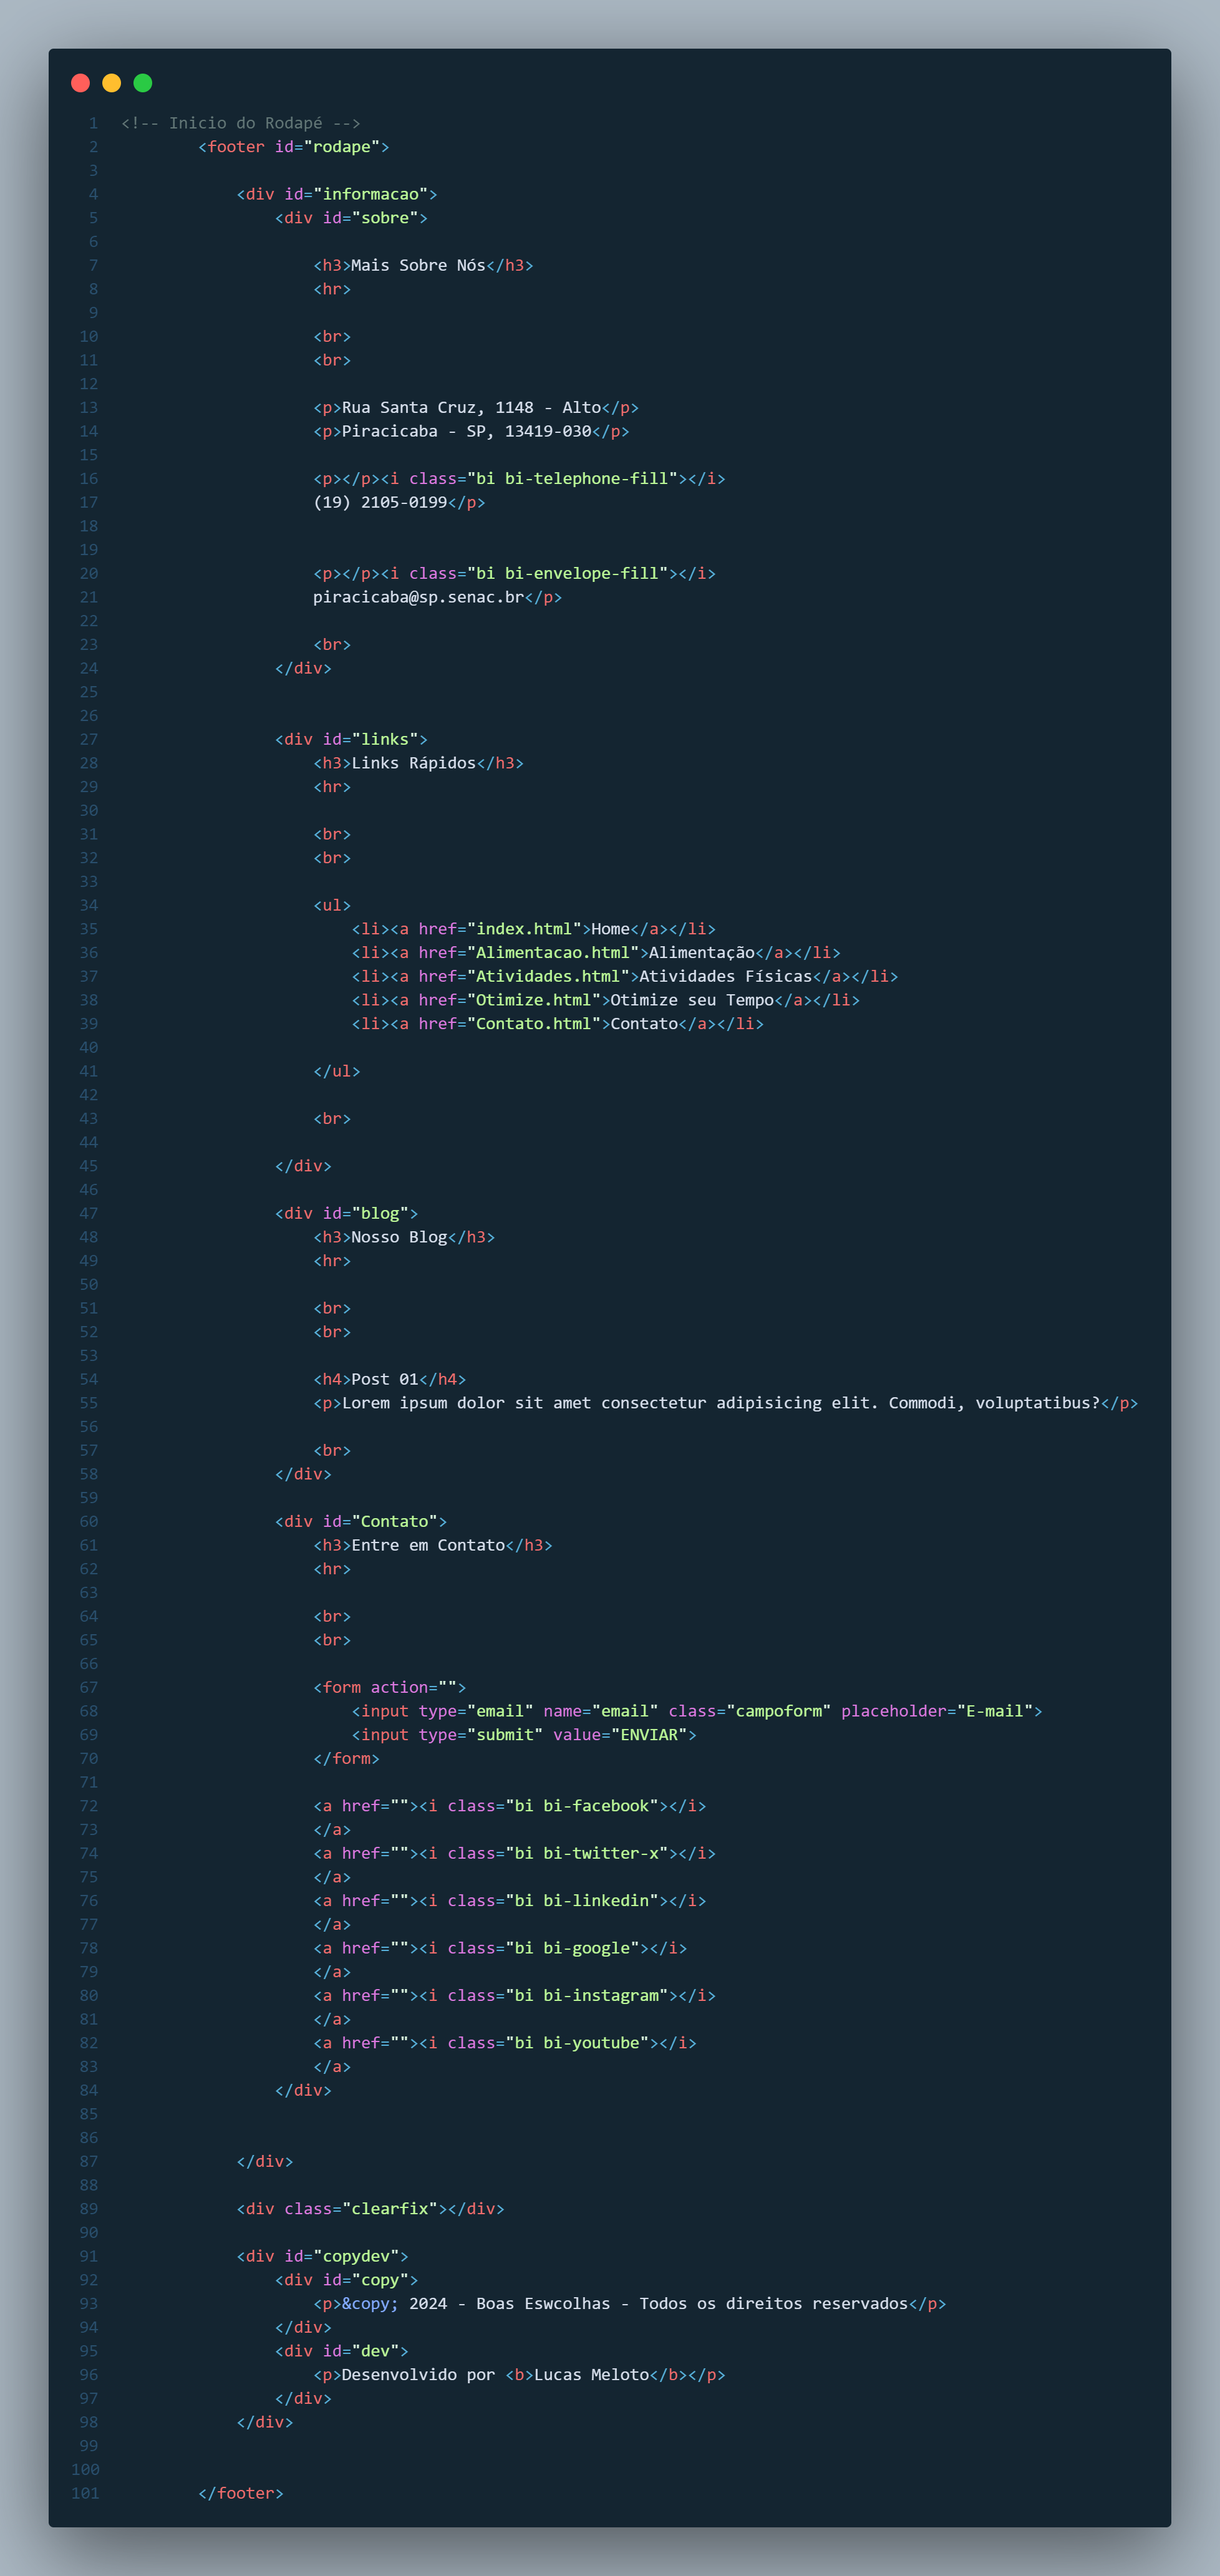 1 <!-- Inicio do Rodapé -->
2 <footer id="rodape">
3
4 <div id="informacao">
5 <div id="sobre">
6
7 <h3>Mais Sobre Nós</h3>
8 <hr>
9
10 <br>
11 <br>
12
13 <p>Rua Santa Cruz, 1148 - Alto</p>
14 <p>Piracicaba - SP, 13419-030</p>
15
16 <p></p><i class="bi bi-telephone-fill"></i>
17 (19) 2105-0199</p>
18
19
20 <p></p><i class="bi bi-envelope-fill"></i>
21 piracicaba@sp.senac.br</p>
22
23 <br>
24 </div>
25
26
27 <div id="links">
28 <h3>Links Rápidos</h3>
29 <hr>
30
31 <br>
32 <br>
33
34 <ul>
35 <li><a href="index.html">Home</a></li>
36 <li><a href="Alimentacao.html">Alimentação</a></li>
37 <li><a href="Atividades.html">Atividades Físicas</a></li>
38 <li><a href="Otimize.html">Otimize seu Tempo</a></li>
39 <li><a href="Contato.html">Contato</a></li>
40
41 </ul>
42
43 <br>
44
45 </div>
46
47 <div id="blog">
48 <h3>Nosso Blog</h3>
49 <hr>
50
51 <br>
52 <br>
53
54 <h4>Post 01</h4>
55 <p>Lorem ipsum dolor sit amet consectetur adipisicing elit. Commodi, voluptatibus?</p>
56
57 <br>
58 </div>
59
60 <div id="Contato">
61 <h3>Entre em Contato</h3>
62 <hr>
63
64 <br>
65 <br>
66
67 <form action="">
68 <input type="email" name="email" class="campoform" placeholder="E-mail">
69 <input type="submit" value="ENVIAR">
70 </form>
71
72 <a href=""><i class="bi bi-facebook"></i>
73 </a>
74 <a href=""><i class="bi bi-twitter-x"></i>
75 </a>
76 <a href=""><i class="bi bi-linkedin"></i>
77 </a>
78 <a href=""><i class="bi bi-google"></i>
79 </a>
80 <a href=""><i class="bi bi-instagram"></i>
81 </a>
82 <a href=""><i class="bi bi-youtube"></i>
83 </a>
84 </div>
85
86
87 </div>
88
89 <div class="clearfix"></div>
90
91 <div id="copydev">
92 <div id="copy">
93 <p>&copy; 2024 - Boas Eswcolhas - Todos os direitos reservados</p>
94 </div>
95 <div id="dev">
96 <p>Desenvolvido por <b>Lucas Meloto</b></p>
97 </div>
98 </div>
99
100
101 </footer>